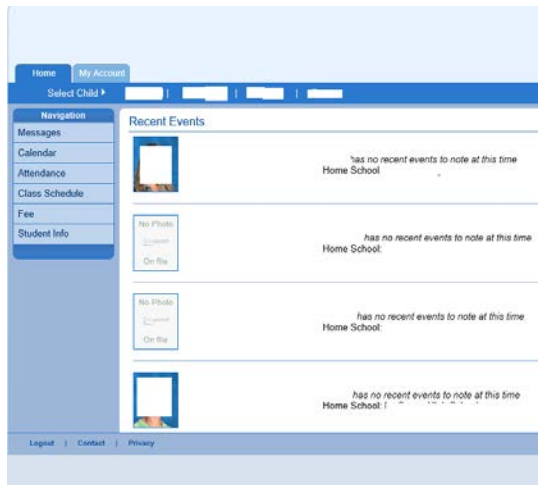 Home My Account
Select Child | | |
Navigation
Messages
Calendar
Attendance
Class Schedule
Fee
Student Info
Recent Events
has no recent events to note at this time
Home School
No Photo
On file
has no recent events to note at this time
Home School:
No Photo
On file
has no recent events to note at this time
Home School:
has no recent events to note at this time
Home School:
Logout | Contact | Privacy